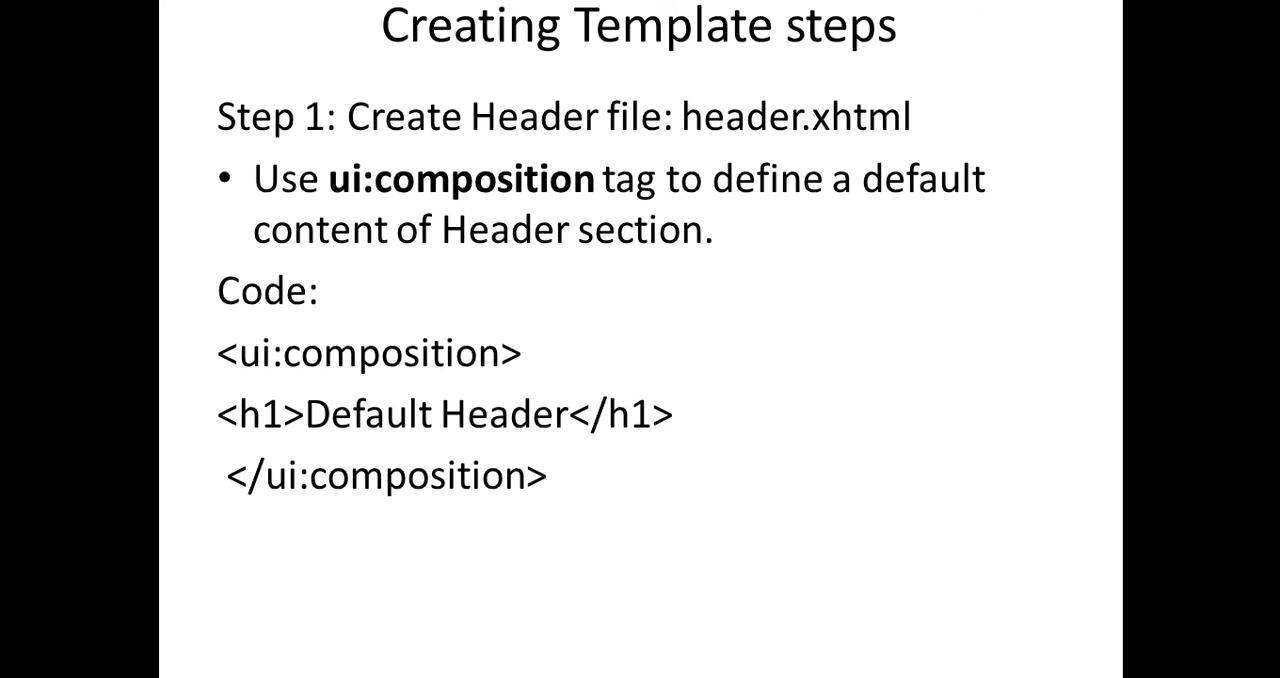 Creating Template steps
Step 1: Create Header file: header.xhtml
• Use ui:composition tag to define a default
content of Header section.
Code:
<ui:composition>
<h1>Default Header</h1>
</ui:composition>